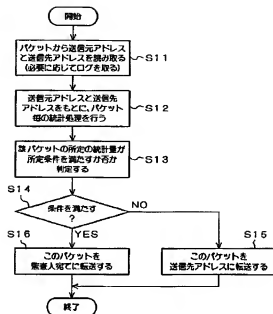 開始
パケットから送信元アドレス
と送信先アドレスを読み取る
(必要に応じてログを取る)
S11
送信元アドレスと送信先
アドレスをもとに、パケット
毎の統計処理を行う
S12
該パケットの所定の統計量が
所定条件を満たすか否か
判定する
S13
S14
条件を満たす
?
NO
YES
S16
S15
このパケットを
監査人宛てに転送する
このパケットを
送信先アドレスに転送する
終了